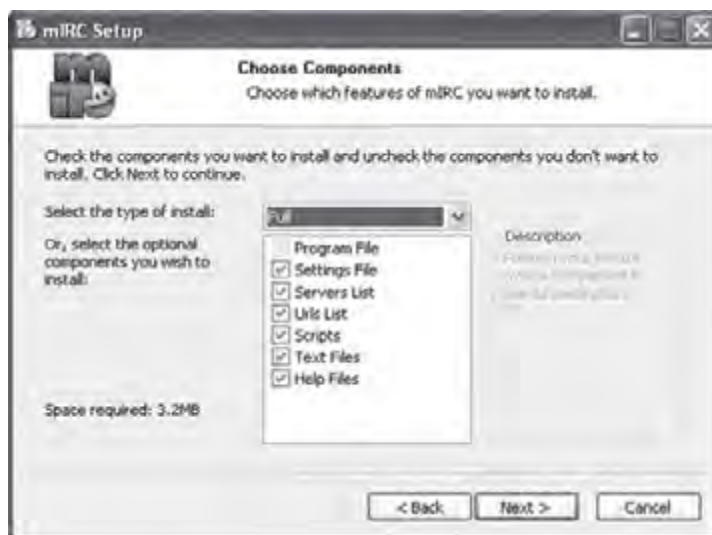 mIRC Setup
Choose Components
Choose which features of mIRC you want to install.
Check the components you want to install and uncheck the components you don't want to
install. Click Next to continue.
Select the type of install:
Full
Or, select the optional
components you wish to
install:
Program File
Settings File
Servers List
Urls List
Scripts
Text Files
Help Files
Description
Space required: 3.2MB
< Back
Next >
Cancel